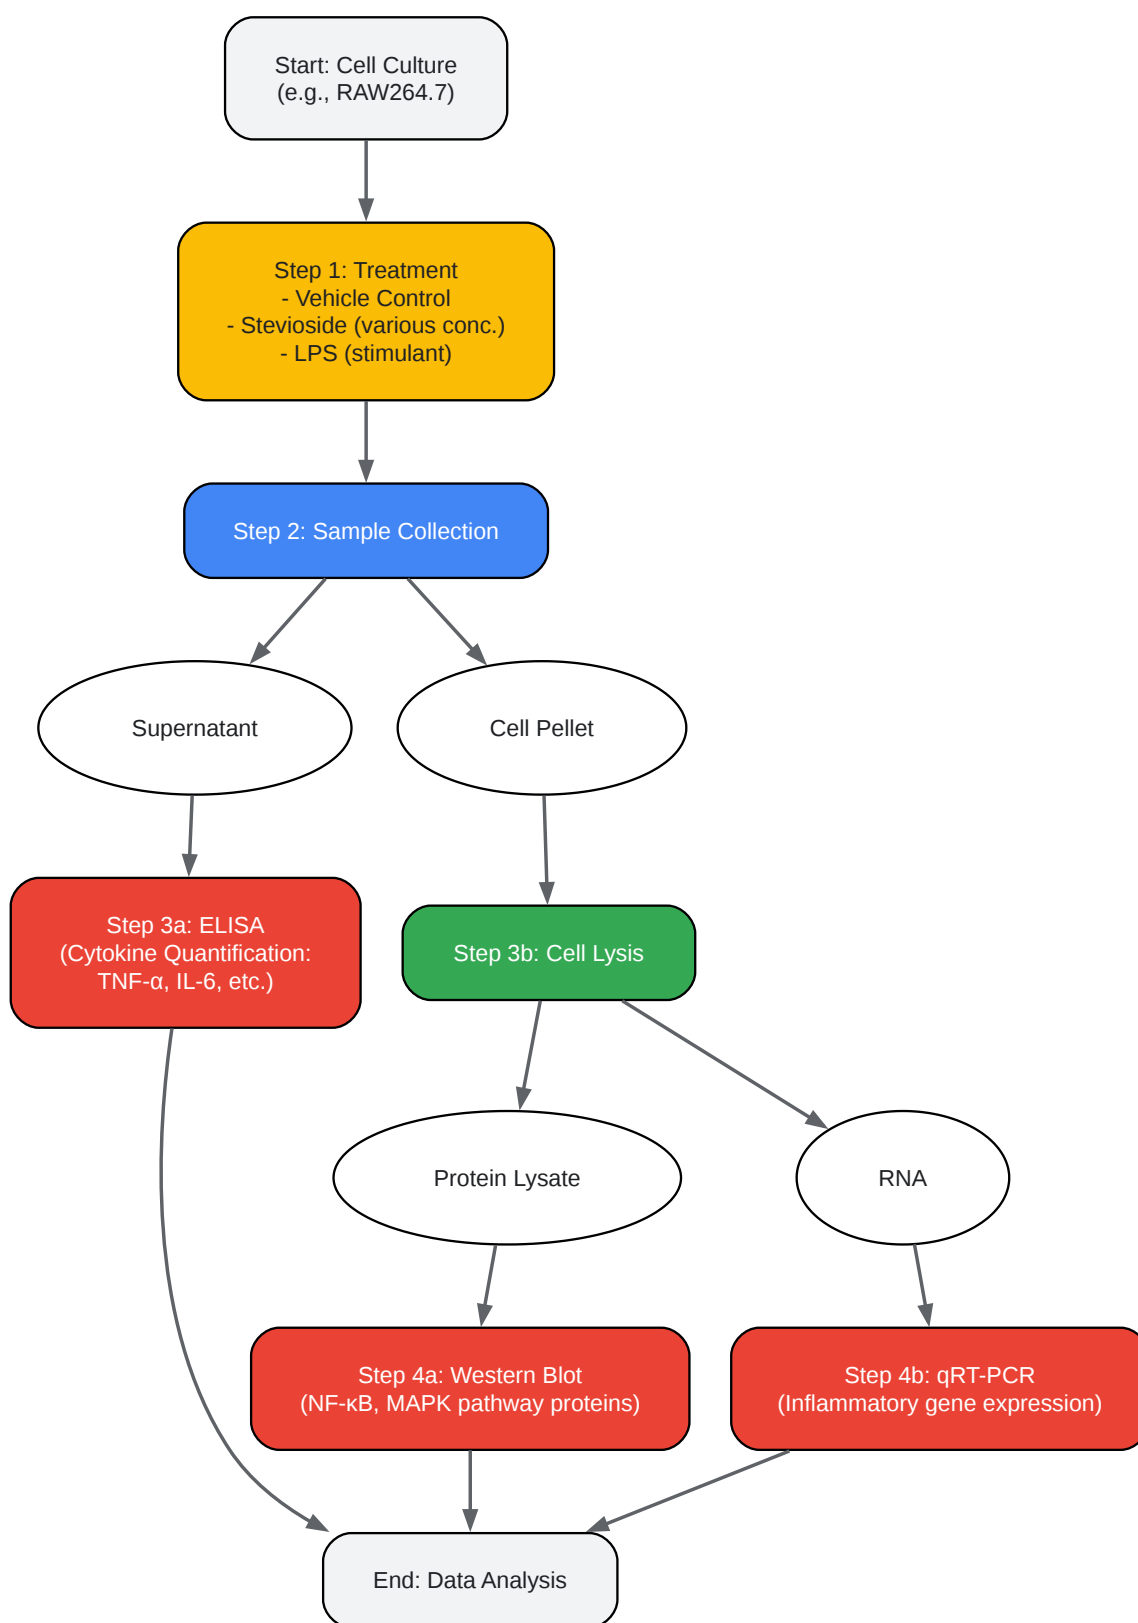 Start: Cell Culture
(e.g., RAW264.7)
Step 1: Treatment
- Vehicle Control
- Stevioside (various conc.)
- LPS (stimulant)
Step 2: Sample Collection
Supernatant
Cell Pellet
Step 3a: ELISA
(Cytokine Quantification:
TNF-α, IL-6, etc.)
Step 3b: Cell Lysis
Protein Lysate
RNA
Step 4a: Western Blot
(NF-κB, MAPK pathway proteins)
Step 4b: qRT-PCR
(Inflammatory gene expression)
End: Data Analysis